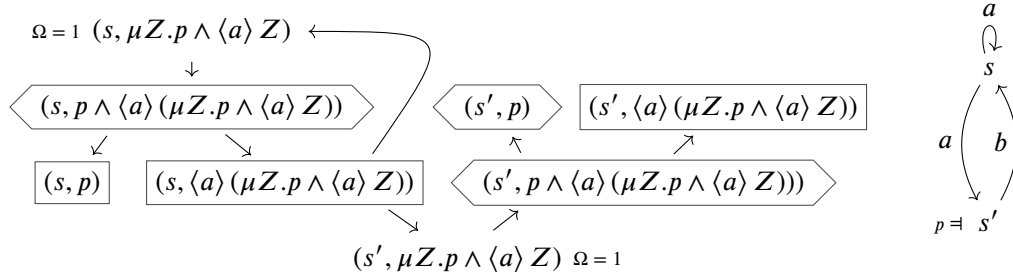 Ω = 1 (s, μZ.p ∧ ⟨a⟩ Z)
a
s
(s, p ∧ ⟨a⟩ (μZ.p ∧ ⟨a⟩ Z))
(s′, p)
(s′, ⟨a⟩ (μZ.p ∧ ⟨a⟩ Z))
a
b
(s, p)
(s, ⟨a⟩ (μZ.p ∧ ⟨a⟩ Z))
(s′, p ∧ ⟨a⟩ (μZ.p ∧ ⟨a⟩ Z)))
p ⫤ s′
(s′, μZ.p ∧ ⟨a⟩ Z) Ω = 1